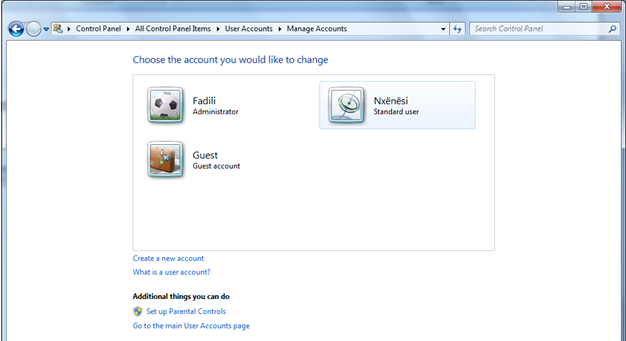 Control Panel ▸ All Control Panel Items ▸ User Accounts ▸ Manage Accounts
Search Control Panel
Choose the account you would like to change
Fadili
Administrator
Nxënësi
Standard user
Guest
Guest account
Create a new account
What is a user account?
Additional things you can do
Set up Parental Controls
Go to the main User Accounts page